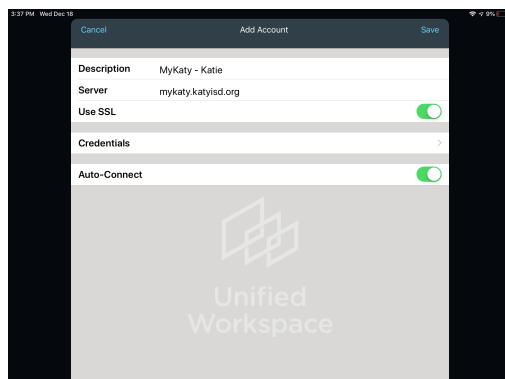 3:37 PM Wed Dec 18 9%
Cancel Add Account Save
Description MyKaty - Katie
Server mykaty.katyisd.org
Use SSL
Credentials
Auto-Connect
Unified
Workspace